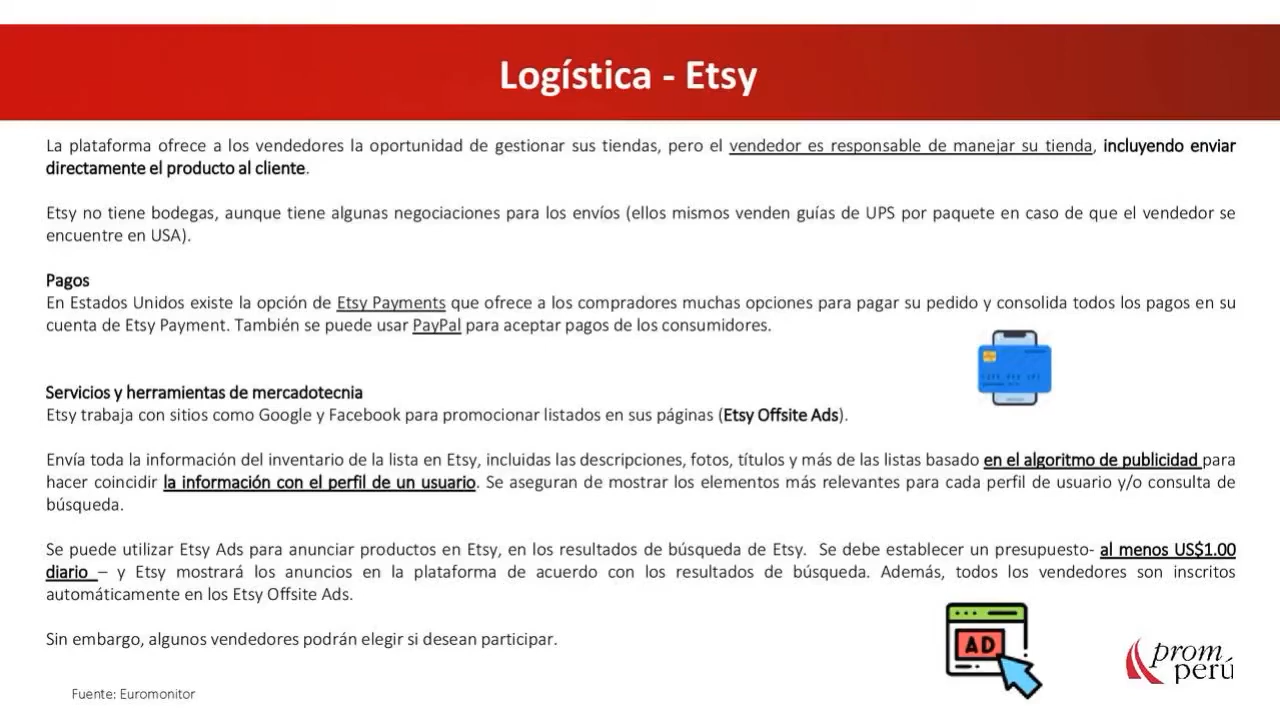 Logística - Etsy
La plataforma ofrece a los vendedores la oportunidad de gestionar sus tiendas, pero el vendedor es responsable de manejar su tienda, incluyendo enviar
directamente el producto al cliente.
Etsy no tiene bodegas, aunque tiene algunas negociaciones para los envíos (ellos mismos venden guías de UPS por paquete en caso de que el vendedor se
encuentre en USA).
Pagos
En Estados Unidos existe la opción de Etsy Payments que ofrece a los compradores muchas opciones para pagar su pedido y consolida todos los pagos en su
cuenta de Etsy Payment. También se puede usar PayPal para aceptar pagos de los consumidores.
Servicios y herramientas de mercadotecnia
Etsy trabaja con sitios como Google y Facebook para promocionar listados en sus páginas (Etsy Offsite Ads).
Envía toda la información del inventario de la lista en Etsy, incluidas las descripciones, fotos, títulos y más de las listas basado en el algoritmo de publicidad para
hacer coincidir la información con el perfil de un usuario. Se aseguran de mostrar los elementos más relevantes para cada perfil de usuario y/o consulta de
búsqueda.
Se puede utilizar Etsy Ads para anunciar productos en Etsy, en los resultados de búsqueda de Etsy. Se debe establecer un presupuesto- al menos US$1.00
diario – y Etsy mostrará los anuncios en la plataforma de acuerdo con los resultados de búsqueda. Además, todos los vendedores son inscritos
automáticamente en los Etsy Offsite Ads.
Sin embargo, algunos vendedores podrán elegir si desean participar.
AD
prom
perú
Fuente: Euromonitor